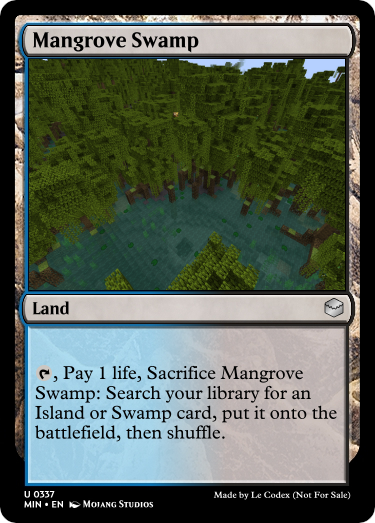 Mangrove Swamp
Land
, Pay 1 life, Sacrifice Mangrove
Swamp: Search your library for an
Island or Swamp card, put it onto the
battlefield, then shuffle.
U 0337
MIN • EN Mojang Studios
Made by Le Codex (Not For Sale)